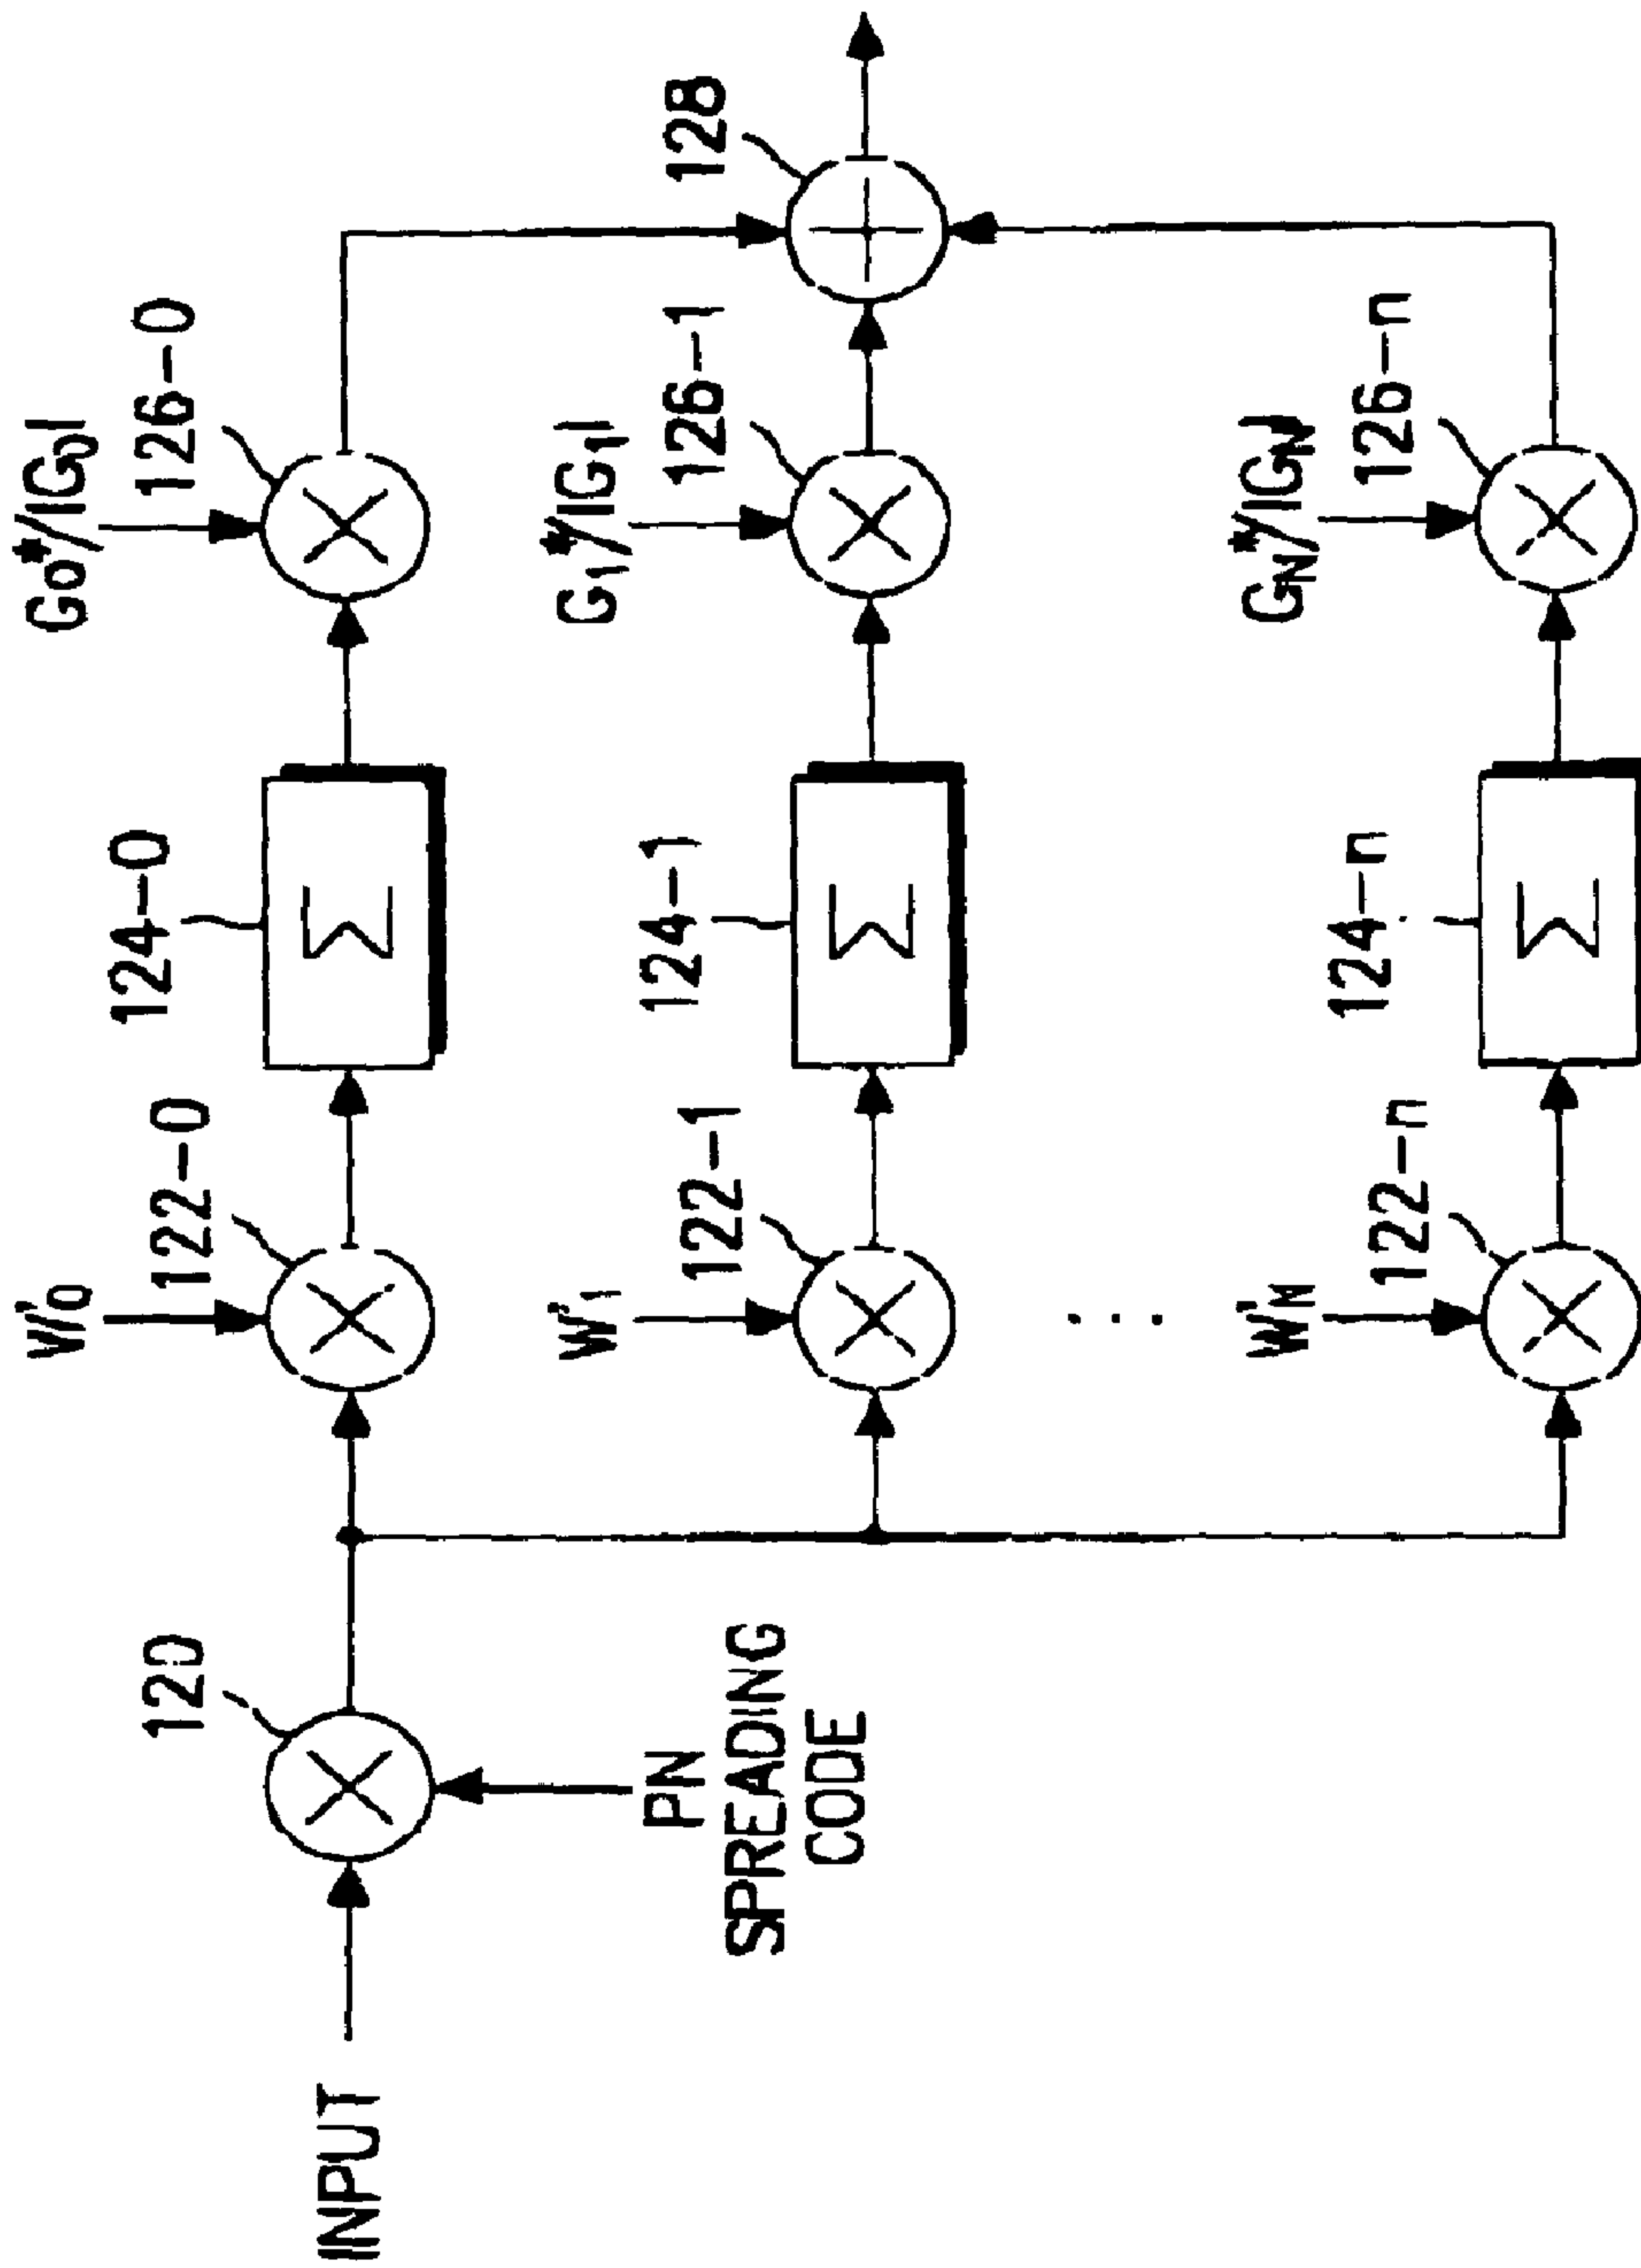 INPUT
120
PN
SPREADING
CODE
W'0
122-0
124-0
Σ
G0*/|G0|
126-0
W'1
122-1
124-1
Σ
G1*/|G1|
126-1
128
. . .
W'M
122-n
124-n
Σ
GN*/|GN|
126-n